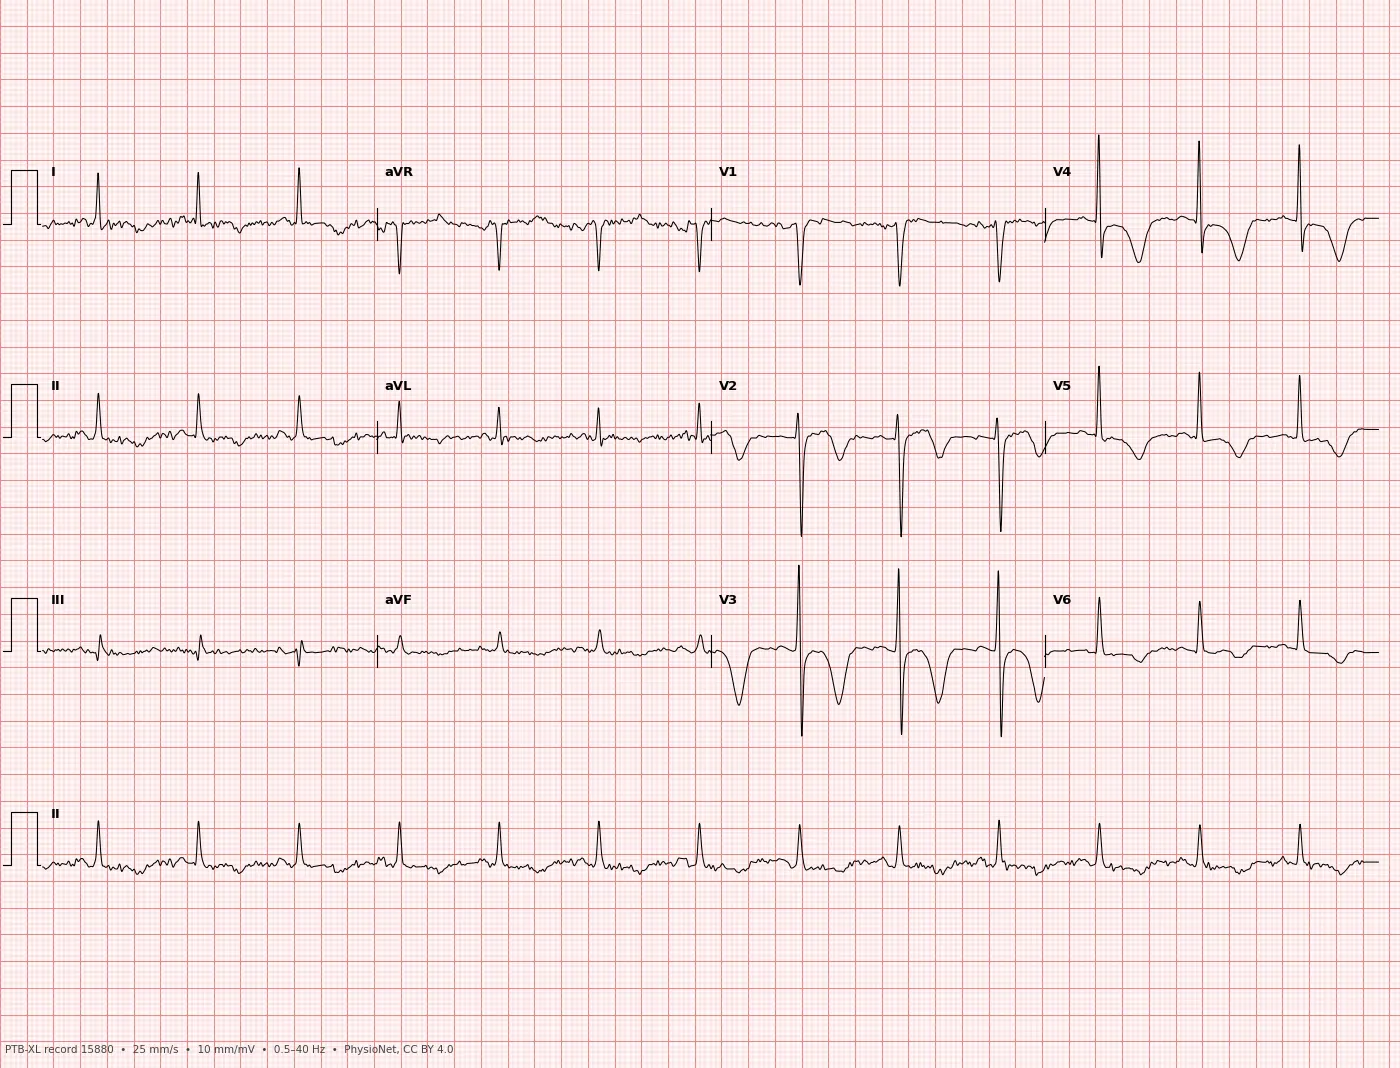 I aVR V1 V4
II aVL V2 V5
III aVF V3 V6
II
PTB-XL record 15880 • 25 mm/s • 10 mm/mV • 0.5–40 Hz • PhysioNet, CC BY 4.0